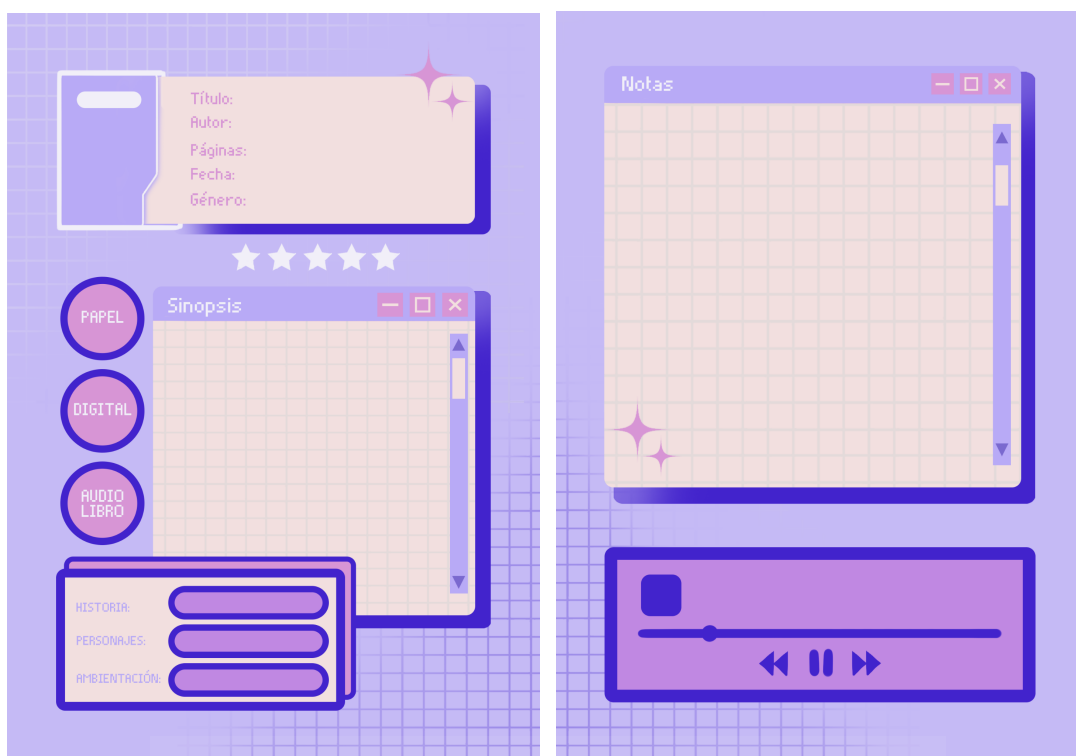 Título:
Autor:
Páginas:
Fecha:
Género:
PAPEL
DIGITAL
AUDIO
LIBRO
Sinopsis
HISTORIA:
PERSONAJES:
AMBIENTACIÓN:
Notas